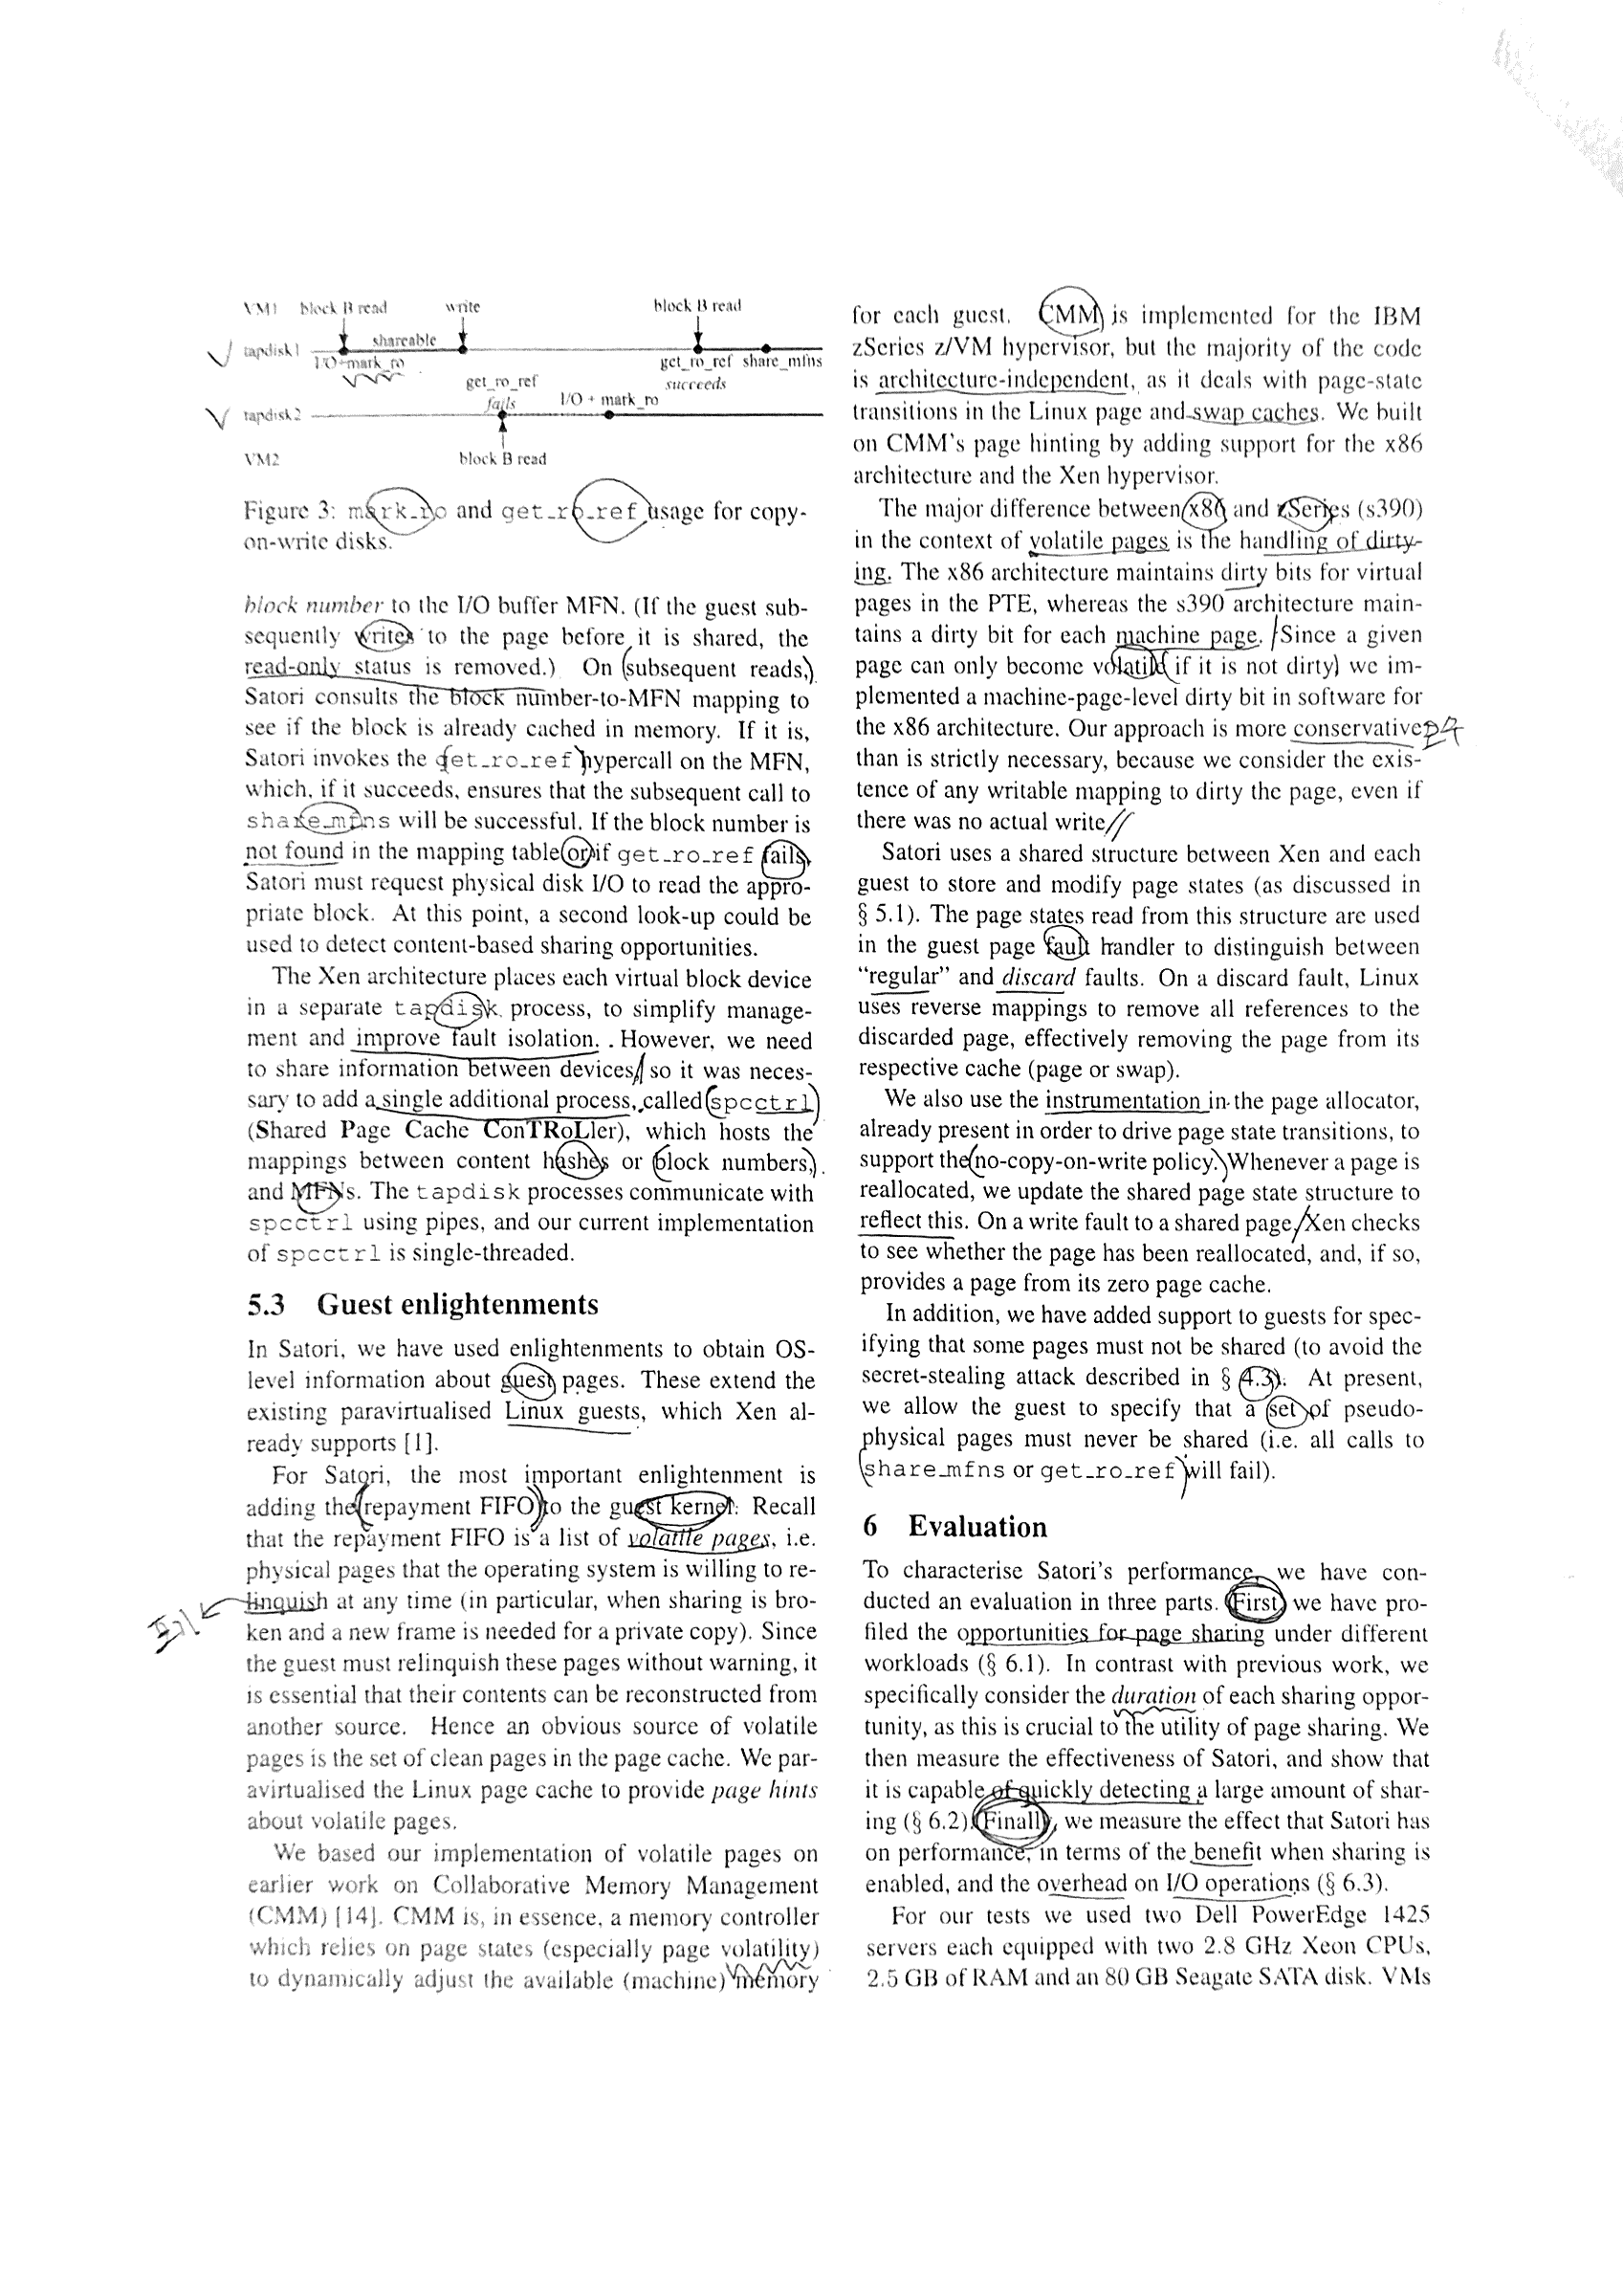 VM1 block B read write block B read
tapdisk1 shareable
I/O+mark_ro get_ro_ref share_mfns
get_ro_ref succeeds
fails I/O + mark_ro
tapdisk2
VM2 block B read
Figure 3: mark_ro and get_ro_ref usage for copy-
on-write disks.
block number to the I/O buffer MFN. (If the guest sub-
sequently writes to the page before it is shared, the
read-only status is removed.) On subsequent reads,
Satori consults the block number-to-MFN mapping to
see if the block is already cached in memory. If it is,
Satori invokes the get_ro_ref hypercall on the MFN,
which, if it succeeds, ensures that the subsequent call to
share_mfns will be successful. If the block number is
not found in the mapping table or if get_ro_ref fails,
Satori must request physical disk I/O to read the appro-
priate block. At this point, a second look-up could be
used to detect content-based sharing opportunities.
The Xen architecture places each virtual block device
in a separate tapdisk process, to simplify manage-
ment and improve fault isolation. However, we need
to share information between devices so it was neces-
sary to add a single additional process, called spcctrl
(Shared Page Cache ConTRoLler), which hosts the
mappings between content hashes or block numbers,
and MFNs. The tapdisk processes communicate with
spcctrl using pipes, and our current implementation
of spcctrl is single-threaded.
5.3 Guest enlightenments
In Satori, we have used enlightenments to obtain OS-
level information about guest pages. These extend the
existing paravirtualised Linux guests, which Xen al-
ready supports [1].
For Satori, the most important enlightenment is
adding the repayment FIFO to the guest kernel. Recall
that the repayment FIFO is a list of volatile pages, i.e.
physical pages that the operating system is willing to re-
linquish at any time (in particular, when sharing is bro-
포기
ken and a new frame is needed for a private copy). Since
the guest must relinquish these pages without warning, it
is essential that their contents can be reconstructed from
another source. Hence an obvious source of volatile
pages is the set of clean pages in the page cache. We par-
avirtualised the Linux page cache to provide page hints
about volatile pages.
We based our implementation of volatile pages on
earlier work on Collaborative Memory Management
(CMM) [14]. CMM is, in essence, a memory controller
which relies on page states (especially page volatility)
to dynamically adjust the available (machine) memory
for each guest. CMM is implemented for the IBM
zSeries z/VM hypervisor, but the majority of the code
is architecture-independent, as it deals with page-state
transitions in the Linux page and swap caches. We built
on CMM's page hinting by adding support for the x86
architecture and the Xen hypervisor.
The major difference between x86 and zSeries (s390)
in the context of volatile pages is the handling of dirty-
ing. The x86 architecture maintains dirty bits for virtual
pages in the PTE, whereas the s390 architecture main-
tains a dirty bit for each machine page. Since a given
page can only become volatile if it is not dirty, we im-
plemented a machine-page-level dirty bit in software for
the x86 architecture. Our approach is more conservative
than is strictly necessary, because we consider the exis-
tence of any writable mapping to dirty the page, even if
there was no actual write.
Satori uses a shared structure between Xen and each
guest to store and modify page states (as discussed in
§ 5.1). The page states read from this structure are used
in the guest page fault handler to distinguish between
“regular” and discard faults. On a discard fault, Linux
uses reverse mappings to remove all references to the
discarded page, effectively removing the page from its
respective cache (page or swap).
We also use the instrumentation in the page allocator,
already present in order to drive page state transitions, to
support the no-copy-on-write policy. Whenever a page is
reallocated, we update the shared page state structure to
reflect this. On a write fault to a shared page, Xen checks
to see whether the page has been reallocated, and, if so,
provides a page from its zero page cache.
In addition, we have added support to guests for spec-
ifying that some pages must not be shared (to avoid the
secret-stealing attack described in § 4.3). At present,
we allow the guest to specify that a set of pseudo-
physical pages must never be shared (i.e. all calls to
share_mfns or get_ro_ref will fail).
6 Evaluation
To characterise Satori's performance, we have con-
ducted an evaluation in three parts. First, we have pro-
filed the opportunities for page sharing under different
workloads (§ 6.1). In contrast with previous work, we
specifically consider the duration of each sharing oppor-
tunity, as this is crucial to the utility of page sharing. We
then measure the effectiveness of Satori, and show that
it is capable of quickly detecting a large amount of shar-
ing (§ 6.2). Finally, we measure the effect that Satori has
on performance, in terms of the benefit when sharing is
enabled, and the overhead on I/O operations (§ 6.3).
For our tests we used two Dell PowerEdge 1425
servers each equipped with two 2.8 GHz Xeon CPUs,
2.5 GB of RAM and an 80 GB Seagate SATA disk. VMs